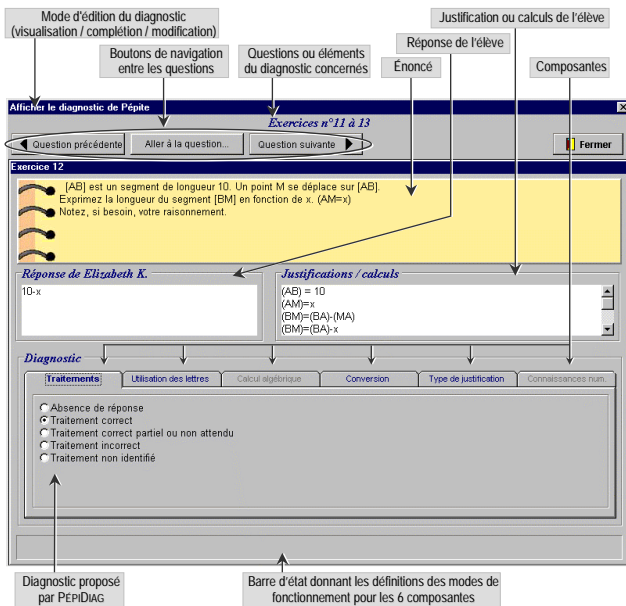 Mode d'édition du diagnostic
(visualisation / complétion / modification)
Justification ou calculs de l'élève
Réponse de l'élève
Boutons de navigation
entre les questions
Questions ou éléments
du diagnostic concernés
Énoncé
Composantes
Afficher le diagnostic de Pépite
Exercices n°11 à 13
Question précédente
Aller à la question...
Question suivante
Fermer
Exercice 12
[AB] est un segment de longueur 10. Un point M se déplace sur [AB].
Exprimez la longueur du segment [BM] en fonction de x. (AM=x)
Notez, si besoin, votre raisonnement.
Réponse de Elizabeth K.
Justifications / calculs
10-x
(AB) = 10
(AM)=x
(BM)=(BA)-(MA)
(BM)=(BA)-x
Diagnostic
Traitements
Utilisation des lettres
Calcul algébrique
Conversion
Type de justification
Connaissances num.
Absence de réponse
Traitement correct
Traitement correct partiel ou non attendu
Traitement incorrect
Traitement non identifié
Diagnostic proposé
par PÉPIDIAG
Barre d'état donnant les définitions des modes de
fonctionnement pour les 6 composantes